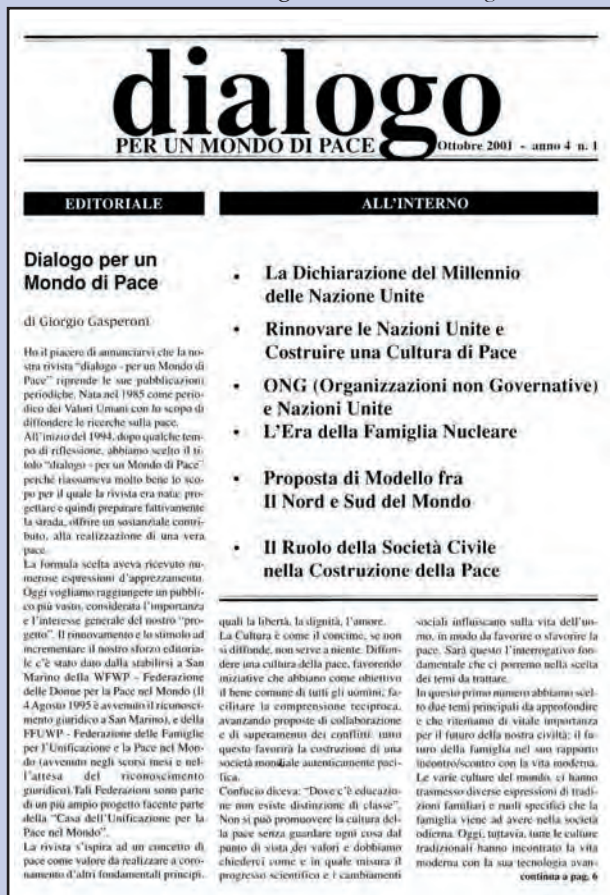 dialogo
PER UN MONDO DI PACE
Ottobre 2001 - anno 4 n. 1
EDITORIALE
ALL'INTERNO
Dialogo per un
Mondo di Pace
di Giorgio Gasperoni
Ho il piacere di annunciarvi che la no-
stra rivista "dialogo - per un Mondo di
Pace" riprende le sue pubblicazioni
periodiche. Nata nel 1985 come perio-
dico dei Valori Umani con lo scopo di
diffondere le ricerche sulla pace.
All'inizio del 1994, dopo qualche tem-
po di riflessione, abbiamo scelto il ti-
tolo "dialogo - per un Mondo di Pace"
perché riassumeva molto bene lo sco-
po per il quale la rivista era nata: pro-
gettare e quindi preparare fattivamente
la strada, offrire un sostanziale contri-
buto, alla realizzazione di una vera
pace.
La formula scelta aveva ricevuto nu-
merose espressioni d'apprezzamento.
Oggi vogliamo raggiungere un pubbli-
co più vasto, considerata l'importanza
e l'interesse generale del nostro "pro-
getto". Il rinnovamento e lo stimolo ad
incrementare il nostro sforzo editoria-
le c'è stato dato dalla stabilirsi a San
Marino della WFWP - Federazione
delle Donne per la Pace nel Mondo (Il
4 Agosto 1995 è avvenuto il riconosci-
mento giuridico a San Marino), e della
FFUWP - Federazione delle Famiglie
per l'Unificazione e la Pace nel Mon-
do (avvenuto negli scorsi mesi e nel-
l'attesa del riconoscimento
giuridico). Tali Federazioni sono parte
di un più ampio progetto facente parte
della "Casa dell'Unificazione per la
Pace nel Mondo".
La rivista s'ispira ad un concetto di
pace come valore da realizzare a coro-
namento d'altri fondamentali principi,
• La Dichiarazione del Millennio
delle Nazione Unite
• Rinnovare le Nazioni Unite e
Costruire una Cultura di Pace
• ONG (Organizzazioni non Governative)
e Nazioni Unite
• L'Era della Famiglia Nucleare
• Proposta di Modello fra
Il Nord e Sud del Mondo
• Il Ruolo della Società Civile
nella Costruzione della Pace
quali la libertà, la dignità, l'amore.
La Cultura è come il concime, se non
si diffonde, non serve a niente. Diffon-
dere una cultura della pace, favorendo
iniziative che abbiano come obiettivo
il bene comune di tutti gli uomini, fa-
cilitare la comprensione reciproca,
avanzando proposte di collaborazione
e di superamento dei conflitti: tutto
questo favorirà la costruzione di una
società mondiale autenticamente paci-
fica.
Confucio diceva: "Dove c'è educazio-
ne non esiste distinzione di classe".
Non si può promuovere la cultura del-
la pace senza guardare ogni cosa dal
punto di vista dei valori e dobbiamo
chiederci come e in quale misura il
progresso scientifico e i cambiamenti
sociali influiscano sulla vita dell'uo-
mo, in modo da favorire o sfavorire la
pace. Sarà questo l'interrogativo fon-
damentale che ci porremo nella scelta
dei temi da trattare.
In questo primo numero abbiamo scel-
to due temi principali da approfondire
e che riteniamo di vitale importanza
per il futuro della nostra civiltà: il fu-
turo della famiglia nel suo rapporto
incontro/scontro con la vita moderna.
Le varie culture del mondo, ci hanno
trasmesso diverse espressioni di tradi-
zioni familiari e ruoli specifici che la
famiglia viene ad avere nella società
odierna. Oggi, tuttavia, tutte le culture
tradizionali hanno incontrato la vita
moderna con la sua tecnologia avan-
continua a pag. 6